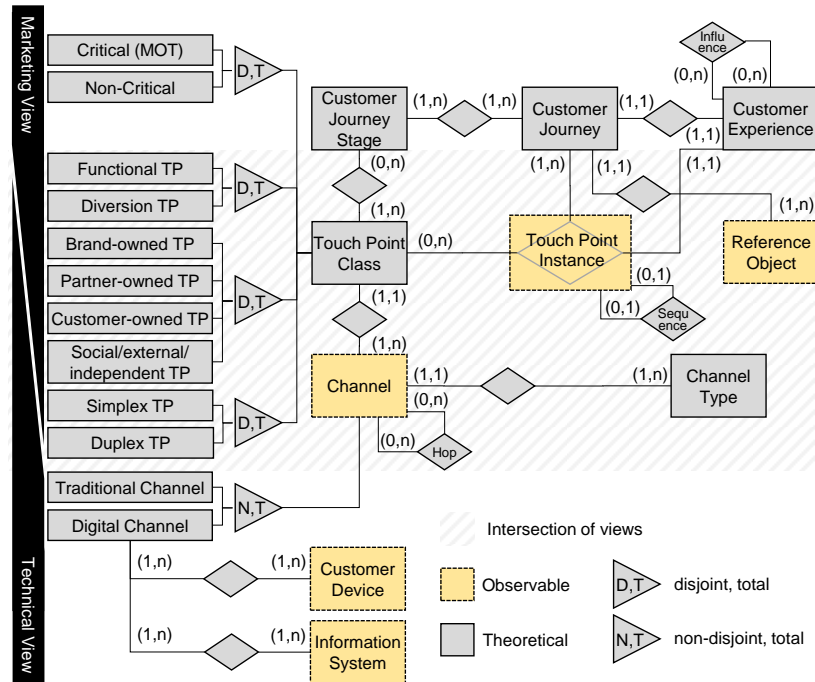 Marketing View
Technical View
Critical (MOT)
Non-Critical
D,T
Functional TP
Diversion TP
D,T
Brand-owned TP
Partner-owned TP
Customer-owned TP
Social/external/
independent TP
D,T
Simplex TP
Duplex TP
D,T
Traditional Channel
Digital Channel
N,T
Customer
Journey
Stage
(1,n)
(1,n)
Customer
Journey
(1,1)
(0,n)
(1,1)
Customer
Experience
Influ
ence
(0,n)
(0,n)
(1,1)
(0,n)
(1,n)
(1,n)
(1,1)
(1,n)
Touch Point
Class
(0,n)
Touch Point
Instance
Reference
Object
(0,1)
(0,1)
Sequ
ence
(1,1)
(1,n)
Channel
(1,1)
(1,n)
Channel
Type
(0,n)
(0,n)
Hop
(1,n)
(1,n)
Customer
Device
(1,n)
(1,n)
Information
System
Intersection of views
Observable
Theoretical
D,T
disjoint, total
N,T
non-disjoint, total